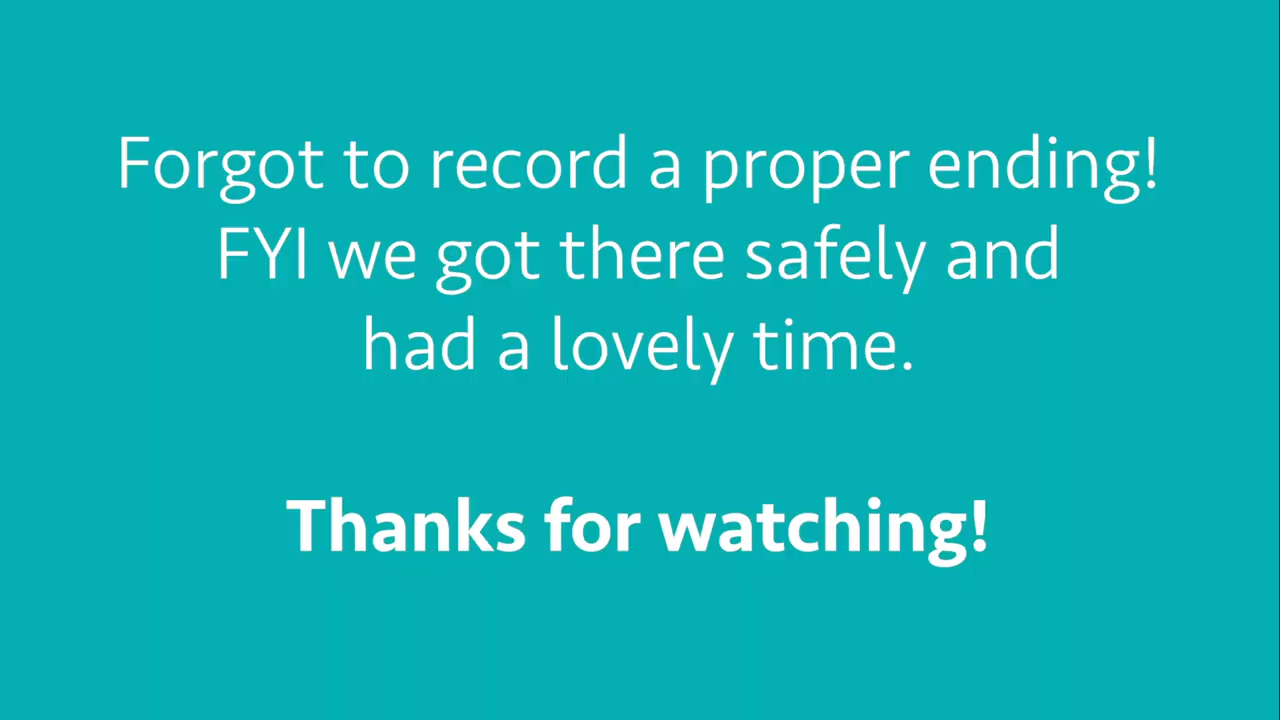 Forgot to record a proper ending!
FYI we got there safely and
had a lovely time.
Thanks for watching!